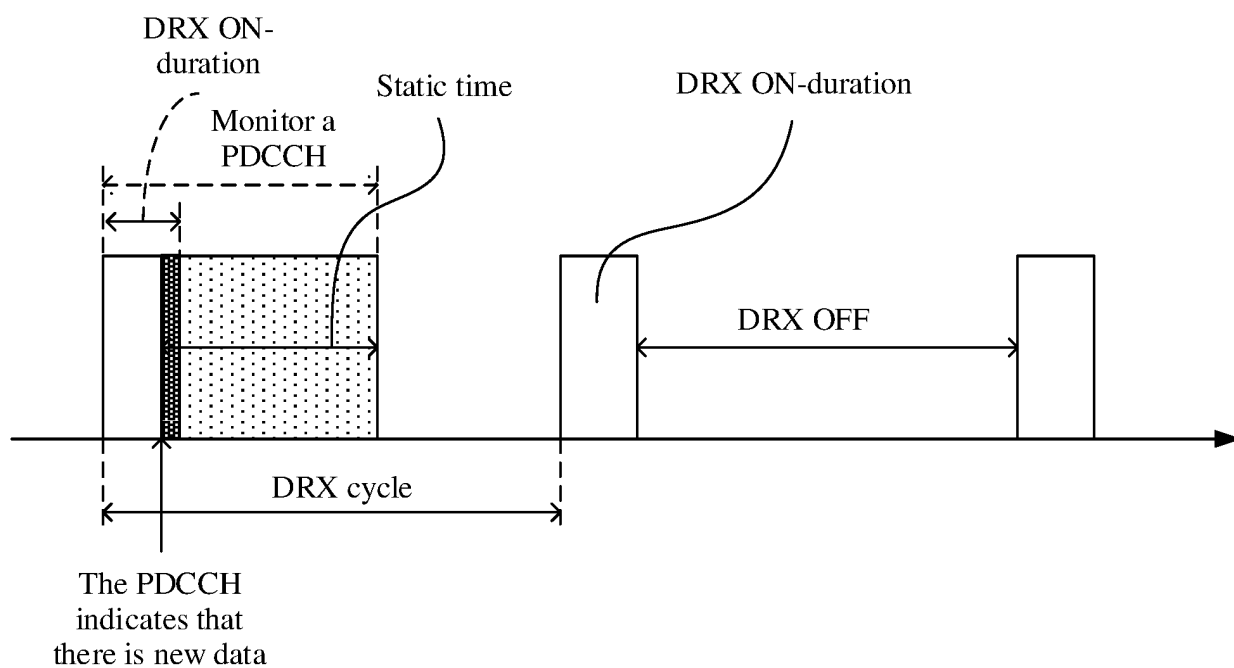 DRX ON-
duration
Static time
DRX ON-duration
Monitor a
PDCCH
DRX OFF
DRX cycle
The PDCCH
indicates that
there is new data